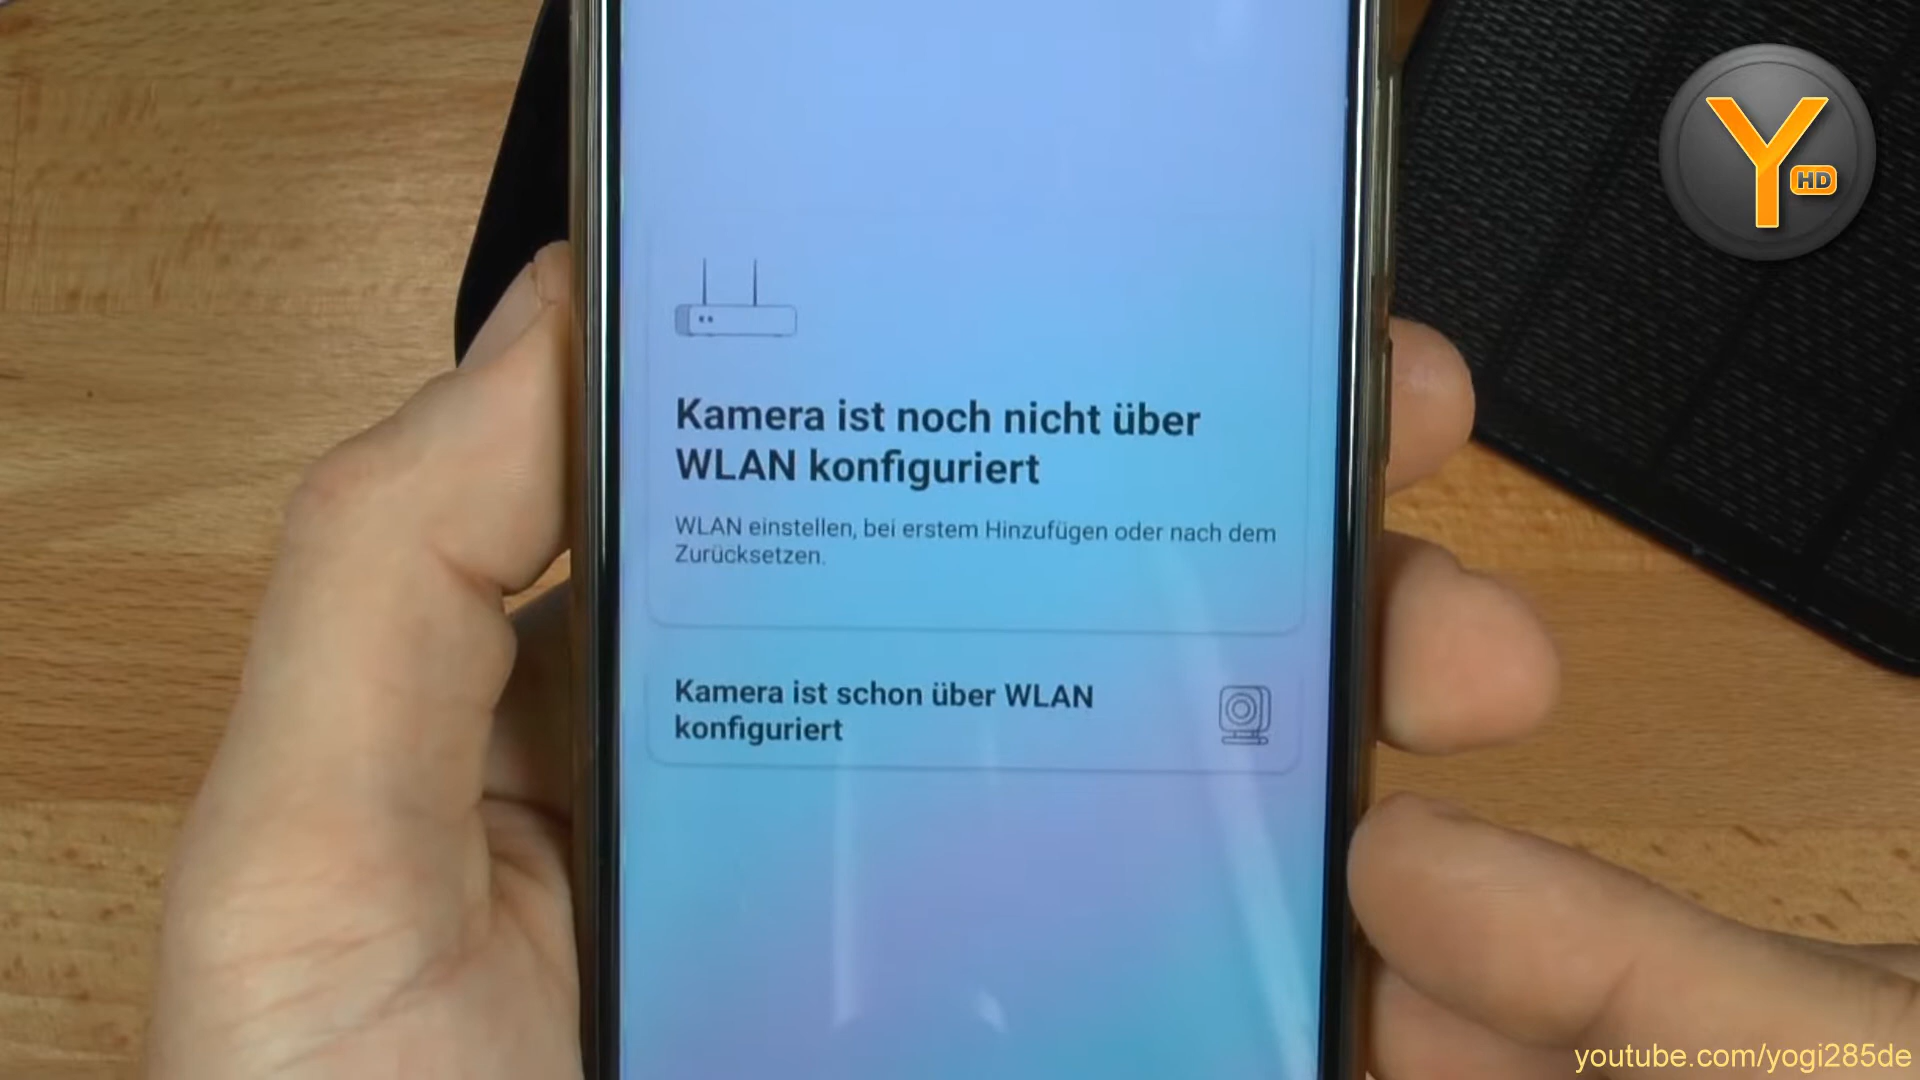 Y
HD
Kamera ist noch nicht über
WLAN konfiguriert
WLAN einstellen, bei erstem Hinzufügen oder nach dem
Zurücksetzen.
Kamera ist schon über WLAN
konfiguriert
youtube.com/yogi285de